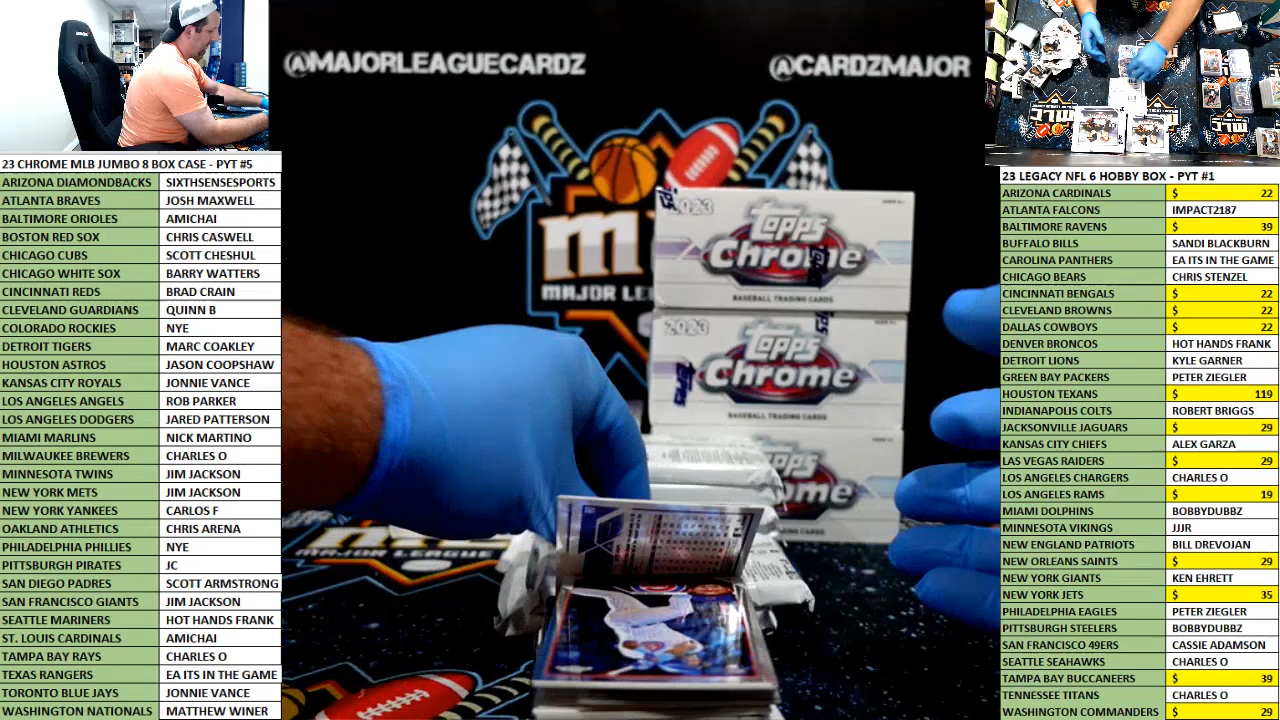 @MAJORLEAGUECARDZ
@CARDZMAJOR
23 CHROME MLB JUMBO 8 BOX CASE - PYT #5
ARIZONA DIAMONDBACKS SIXTHSENSESPORTS
ATLANTA BRAVES JOSH MAXWELL
BALTIMORE ORIOLES AMICHAI
BOSTON RED SOX CHRIS CASWELL
CHICAGO CUBS SCOTT CHESHUL
CHICAGO WHITE SOX BARRY WATTERS
CINCINNATI REDS BRAD CRAIN
CLEVELAND GUARDIANS QUINN B
COLORADO ROCKIES NYE
DETROIT TIGERS MARC COAKLEY
HOUSTON ASTROS JASON COOPSHAW
KANSAS CITY ROYALS JONNIE VANCE
LOS ANGELES ANGELS ROB PARKER
LOS ANGELES DODGERS JARED PATTERSON
MIAMI MARLINS NICK MARTINO
MILWAUKEE BREWERS CHARLES O
MINNESOTA TWINS JIM JACKSON
NEW YORK METS JIM JACKSON
NEW YORK YANKEES CARLOS F
OAKLAND ATHLETICS CHRIS ARENA
PHILADELPHIA PHILLIES NYE
PITTSBURGH PIRATES JC
SAN DIEGO PADRES SCOTT ARMSTRONG
SAN FRANCISCO GIANTS JIM JACKSON
SEATTLE MARINERS HOT HANDS FRANK
ST. LOUIS CARDINALS AMICHAI
TAMPA BAY RAYS CHARLES O
TEXAS RANGERS EA ITS IN THE GAME
TORONTO BLUE JAYS JONNIE VANCE
WASHINGTON NATIONALS MATTHEW WINER
MAJOR LE
2023
Topps
Chrome
BASEBALL TRADING CARDS
2023
Topps
Chrome
BASEBALL TRADING CARDS
MAJOR LEAGUE
23 LEGACY NFL 6 HOBBY BOX - PYT #1
ARIZONA CARDINALS $ 22
ATLANTA FALCONS IMPACT2187
BALTIMORE RAVENS $ 39
BUFFALO BILLS SANDI BLACKBURN
CAROLINA PANTHERS EA ITS IN THE GAME
CHICAGO BEARS CHRIS STENZEL
CINCINNATI BENGALS $ 22
CLEVELAND BROWNS $ 22
DALLAS COWBOYS $ 22
DENVER BRONCOS HOT HANDS FRANK
DETROIT LIONS KYLE GARNER
GREEN BAY PACKERS PETER ZIEGLER
HOUSTON TEXANS $ 119
INDIANAPOLIS COLTS ROBERT BRIGGS
JACKSONVILLE JAGUARS $ 29
KANSAS CITY CHIEFS ALEX GARZA
LAS VEGAS RAIDERS $ 29
LOS ANGELES CHARGERS CHARLES O
LOS ANGELES RAMS $ 19
MIAMI DOLPHINS BOBBYDUBBZ
MINNESOTA VIKINGS JJJR
NEW ENGLAND PATRIOTS BILL DREVOJAN
NEW ORLEANS SAINTS $ 29
NEW YORK GIANTS KEN EHRETT
NEW YORK JETS $ 35
PHILADELPHIA EAGLES PETER ZIEGLER
PITTSBURGH STEELERS BOBBYDUBBZ
SAN FRANCISCO 49ERS CASSIE ADAMSON
SEATTLE SEAHAWKS CHARLES O
TAMPA BAY BUCCANEERS $ 39
TENNESSEE TITANS CHARLES O
WASHINGTON COMMANDERS $ 29